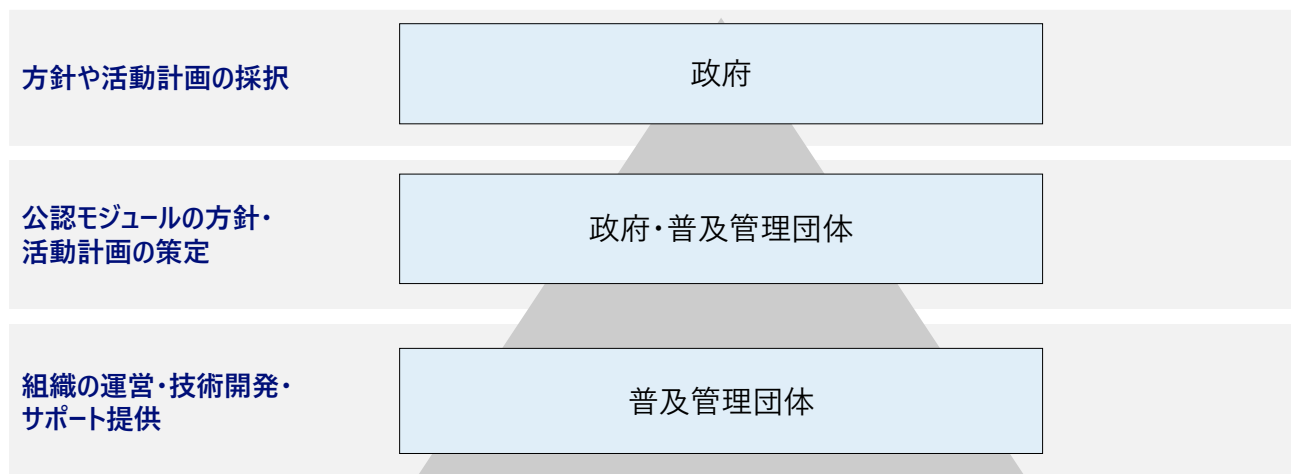 方針や活動計画の採択
政府
公認モジュールの方針・
活動計画の策定
政府・普及管理団体
組織の運営・技術開発・
サポート提供
普及管理団体